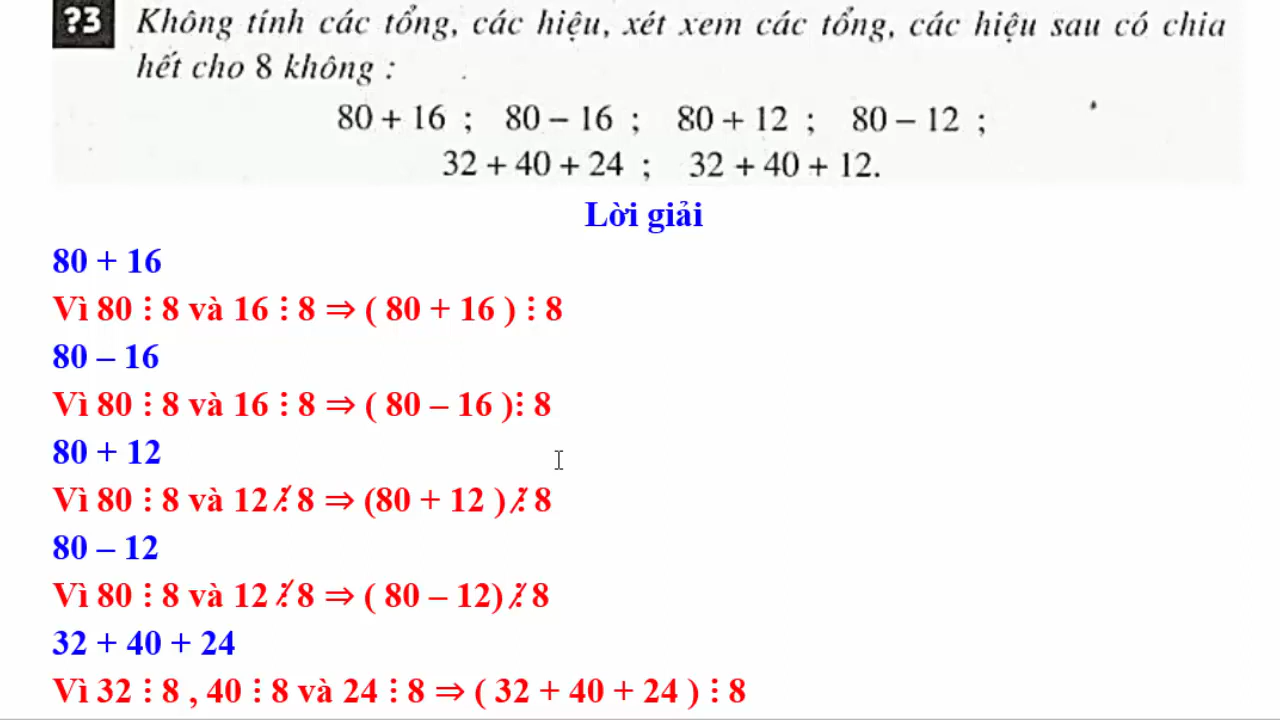 ?3 Không tính các tổng, các hiệu, xét xem các tổng, các hiệu sau có chia
hết cho 8 không :
80 + 16 ; 80 – 16 ; 80 + 12 ; 80 – 12 ;
32 + 40 + 24 ; 32 + 40 + 12.
Lời giải
80 + 16
Vì 80 ⋮ 8 và 16 ⋮ 8 ⇒ ( 80 + 16 ) ⋮ 8
80 – 16
Vì 80 ⋮ 8 và 16 ⋮ 8 ⇒ ( 80 – 16 )⋮ 8
80 + 12
Vì 80 ⋮ 8 và 12 ⋮̸ 8 ⇒ (80 + 12 ) ⋮̸ 8
80 – 12
Vì 80 ⋮ 8 và 12 ⋮̸ 8 ⇒ ( 80 – 12) ⋮̸ 8
32 + 40 + 24
Vì 32 ⋮ 8 , 40 ⋮ 8 và 24 ⋮ 8 ⇒ ( 32 + 40 + 24 ) ⋮ 8